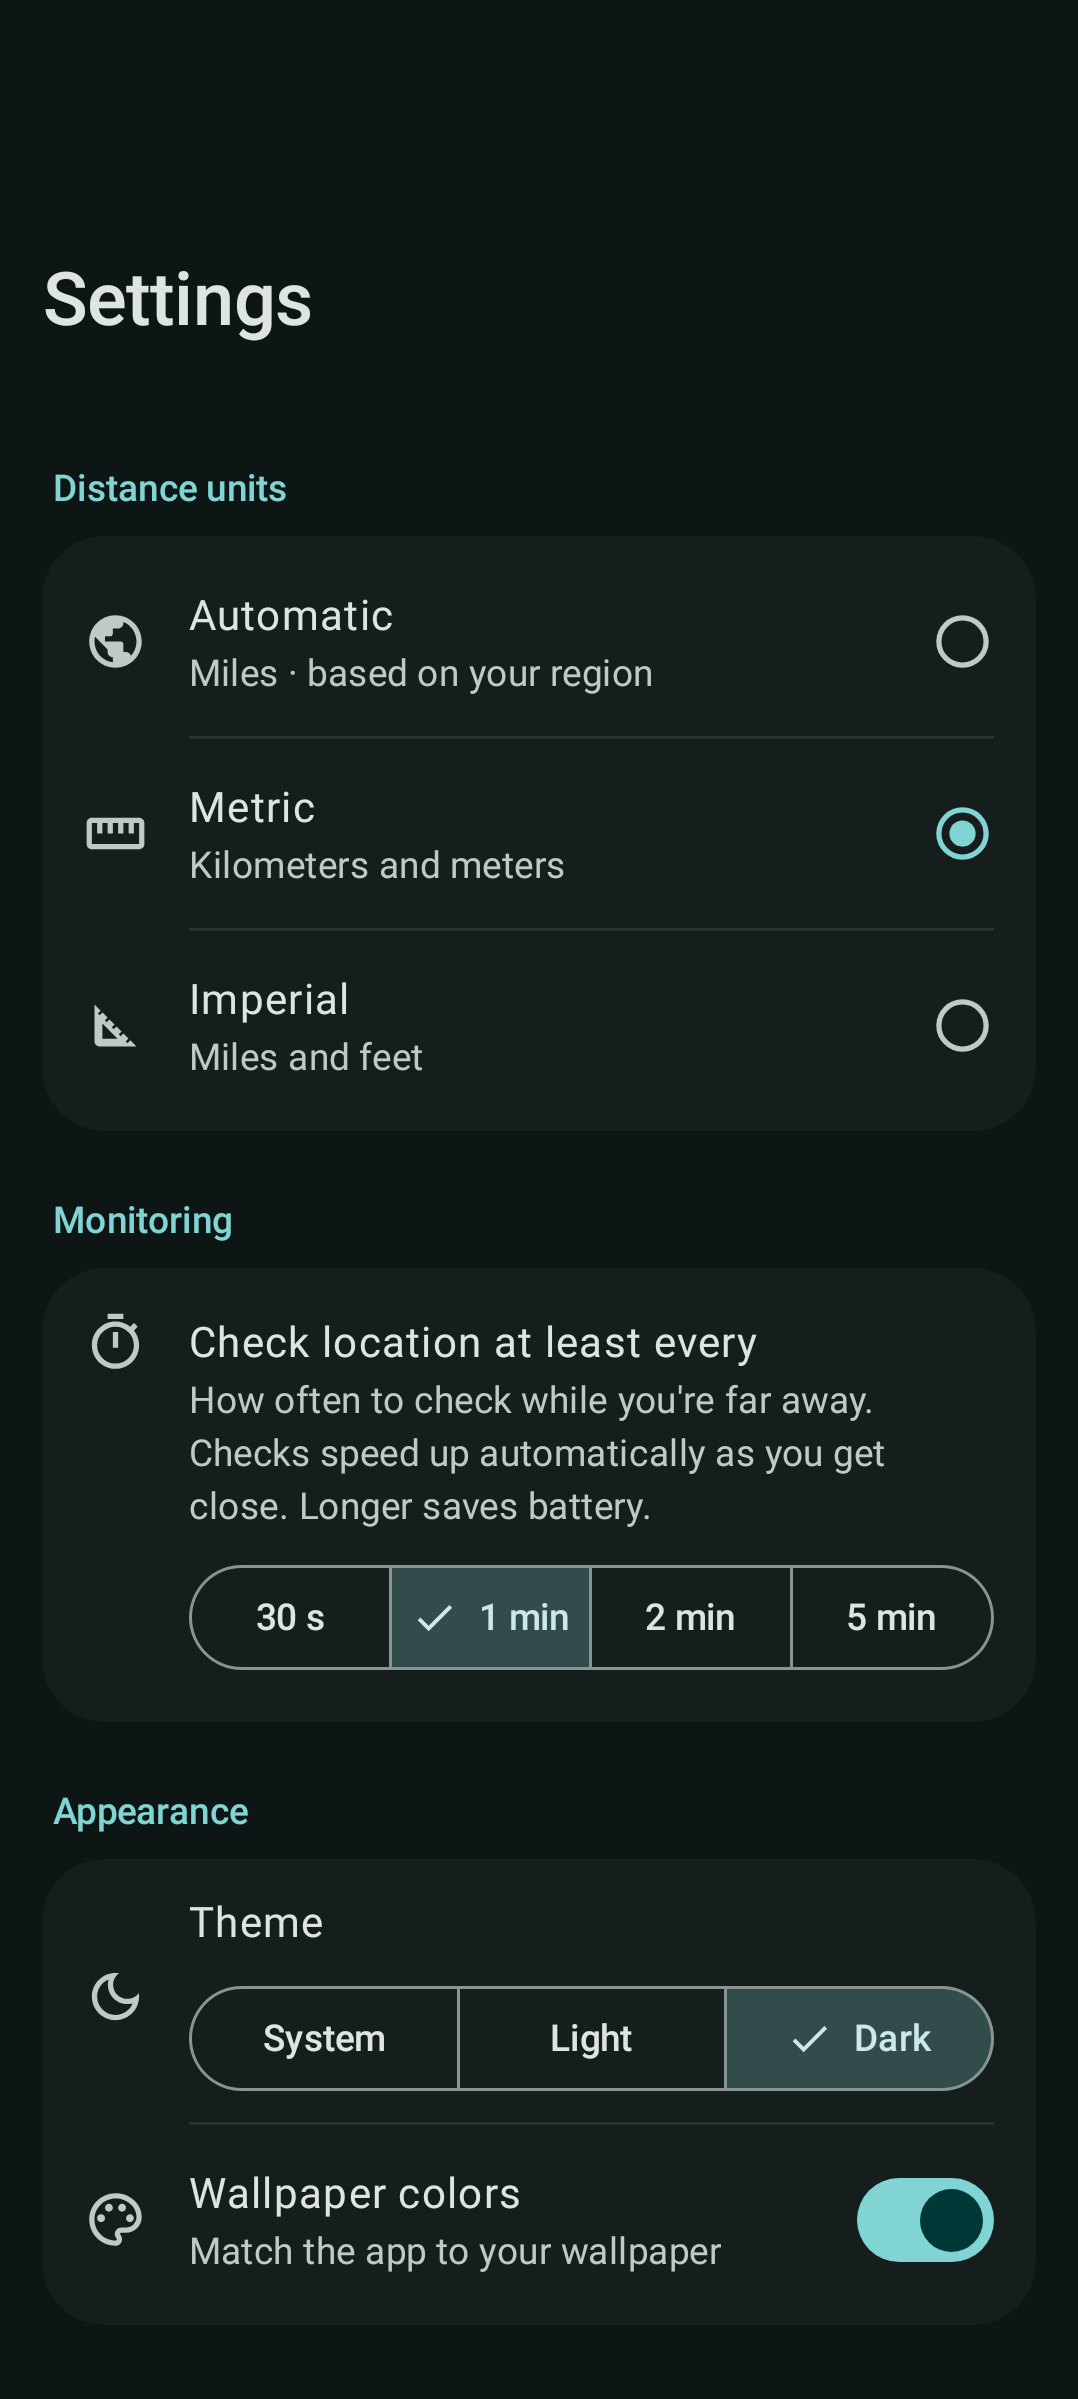 Settings
Distance units
Automatic
Miles · based on your region
Metric
Kilometers and meters
Imperial
Miles and feet
Monitoring
Check location at least every
How often to check while you're far away.
Checks speed up automatically as you get
close. Longer saves battery.
30 s 1 min 2 min 5 min
Appearance
Theme
System Light Dark
Wallpaper colors
Match the app to your wallpaper